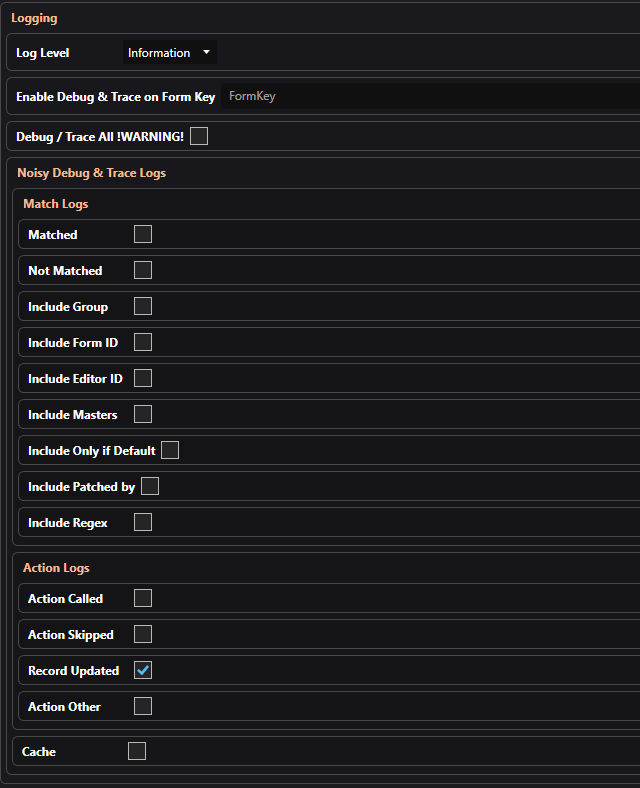 Logging
Log Level Information
Enable Debug & Trace on Form Key FormKey
Debug / Trace All !WARNING!
Noisy Debug & Trace Logs
Match Logs
Matched
Not Matched
Include Group
Include Form ID
Include Editor ID
Include Masters
Include Only if Default
Include Patched by
Include Regex
Action Logs
Action Called
Action Skipped
Record Updated
Action Other
Cache